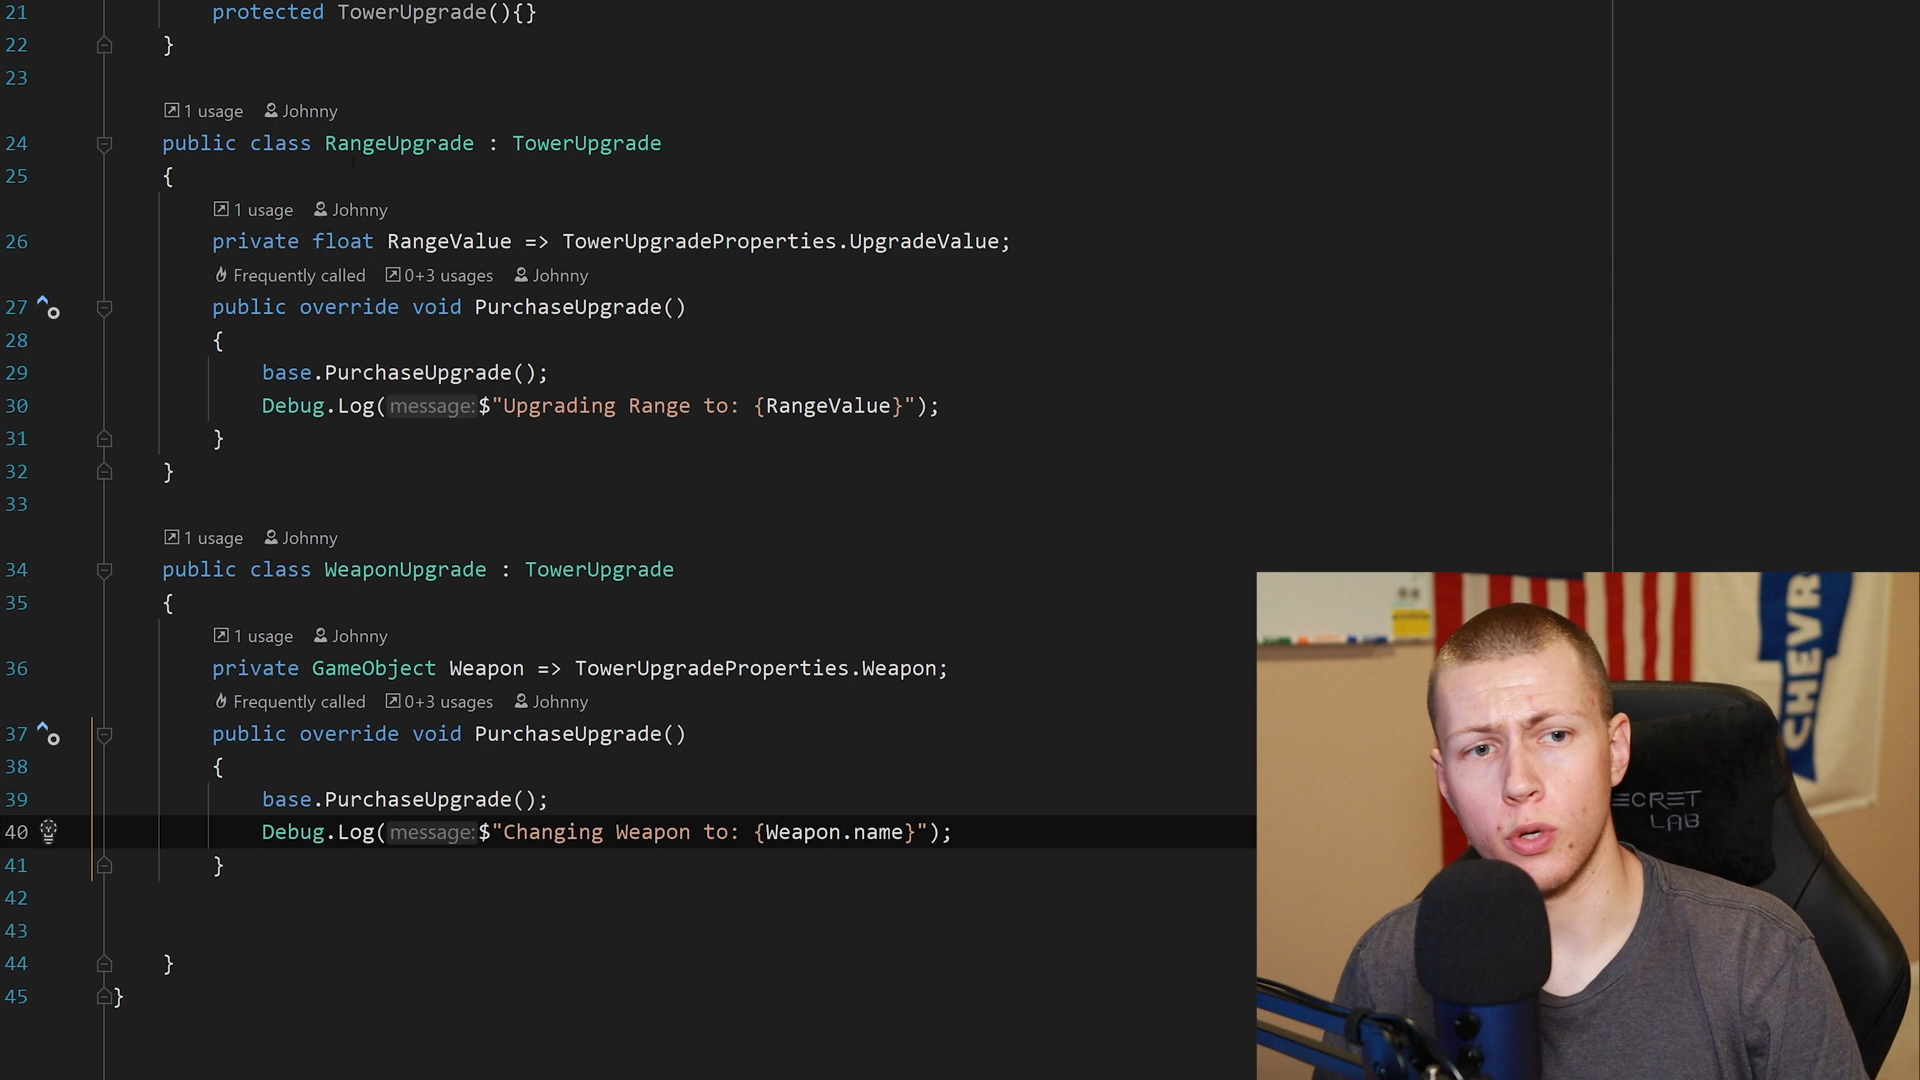 21 protected TowerUpgrade(){}
22 }
23
1 usage Johnny
24 public class RangeUpgrade : TowerUpgrade
25 {
1 usage Johnny
26 private float RangeValue => TowerUpgradeProperties.UpgradeValue;
Frequently called 0+3 usages Johnny
27 public override void PurchaseUpgrade()
28 {
29 base.PurchaseUpgrade();
30 Debug.Log(message:$"Upgrading Range to: {RangeValue}");
31 }
32 }
33
1 usage Johnny
34 public class WeaponUpgrade : TowerUpgrade
35 {
1 usage Johnny
36 private GameObject Weapon => TowerUpgradeProperties.Weapon;
Frequently called 0+3 usages Johnny
37 public override void PurchaseUpgrade()
38 {
39 base.PurchaseUpgrade();
40 Debug.Log(message:$"Changing Weapon to: {Weapon.name}");
41 }
42
43
44 }
45 }
CHEVR
ECRET
LAB